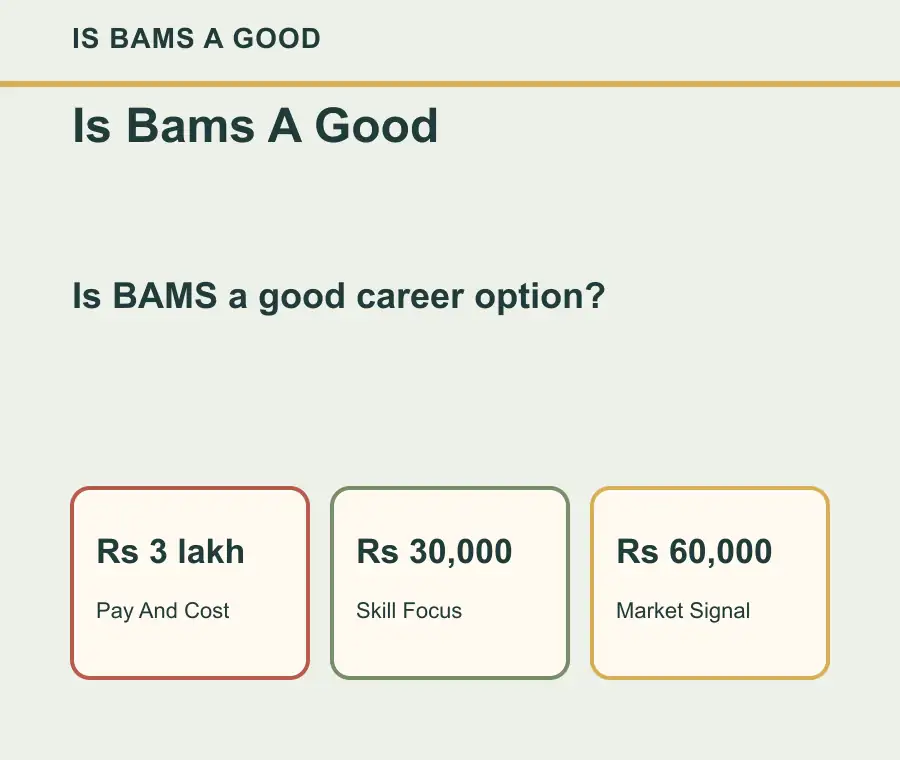 IS BAMS A GOOD
Is Bams A Good
Is BAMS a good career option?
Rs 3 lakh
Pay And Cost
Rs 30,000
Skill Focus
Rs 60,000
Market Signal